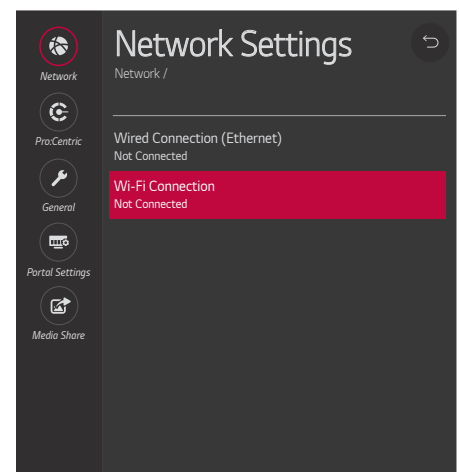 Network Settings
Network /
Network
Pro:Centric
General
Portal Settings
Media Share
Wired Connection (Ethernet)
Not Connected
Wi-Fi Connection
Not Connected